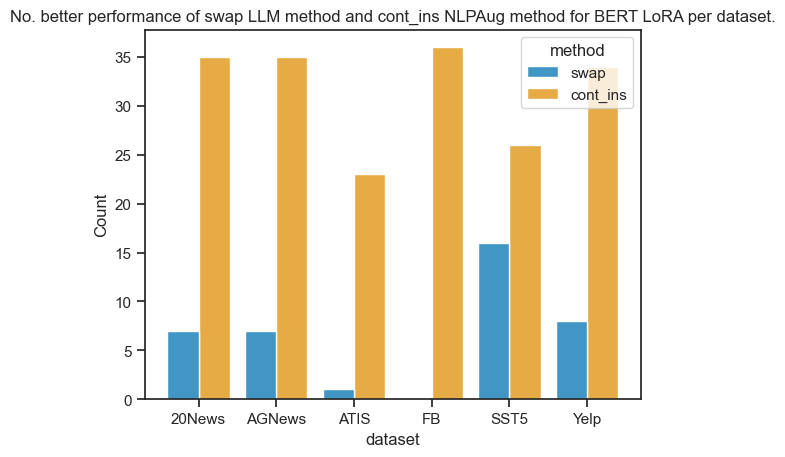 No. better performance of swap LLM method and cont_ins NLPAug method for BERT LoRA per dataset.
method
swap
cont_ins
35
30
25
20
15
10
5
0
Count
20News AGNews ATIS FB SST5 Yelp
dataset